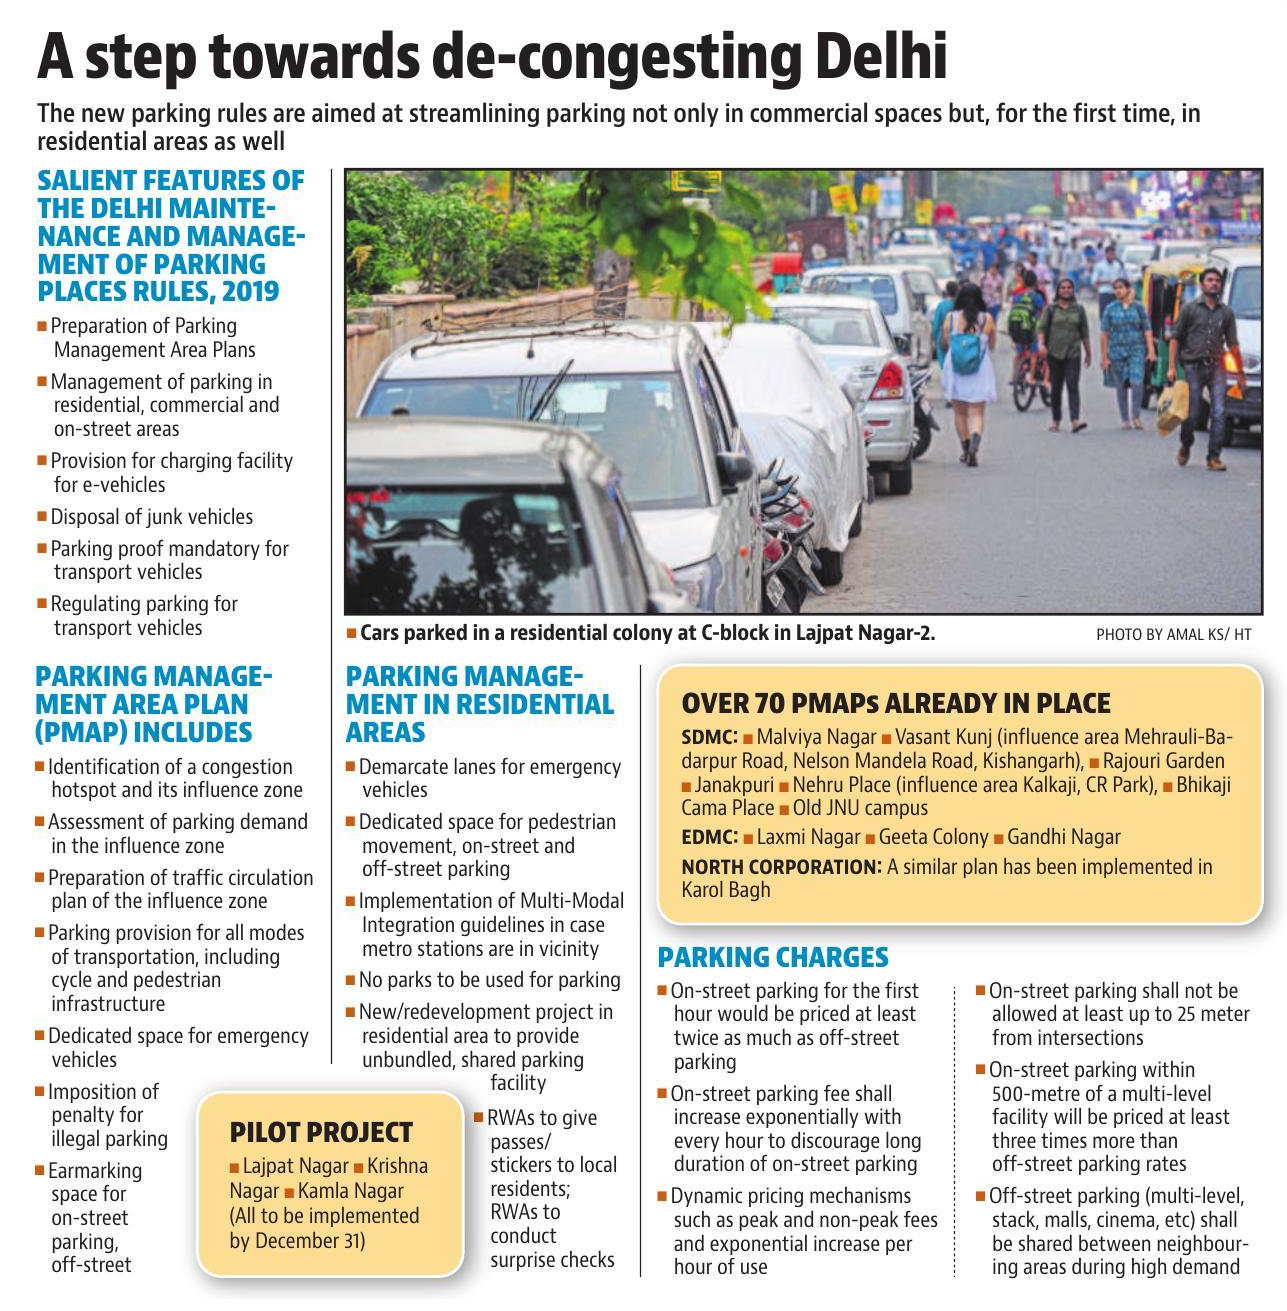 A step towards de-congesting Delhi
The new parking rules are aimed at streamlining parking not only in commercial spaces but, for the first time, in
residential areas as well
SALIENT FEATURES OF
THE DELHI MAINTE-
NANCE AND MANAGE-
MENT OF PARKING
PLACES RULES, 2019
■ Preparation of Parking
Management Area Plans
■ Management of parking in
residential, commercial and
on-street areas
■ Provision for charging facility
for e-vehicles
■ Disposal of junk vehicles
■ Parking proof mandatory for
transport vehicles
■ Regulating parking for
transport vehicles
■ Cars parked in a residential colony at C-block in Lajpat Nagar-2.
PHOTO BY AMAL KS/ HT
PARKING MANAGE-
MENT AREA PLAN
(PMAP) INCLUDES
■ Identification of a congestion
hotspot and its influence zone
■ Assessment of parking demand
in the influence zone
■ Preparation of traffic circulation
plan of the influence zone
■ Parking provision for all modes
of transportation, including
cycle and pedestrian
infrastructure
■ Dedicated space for emergency
vehicles
■ Imposition of
penalty for
illegal parking
■ Earmarking
space for
on-street
parking,
off-street
PILOT PROJECT
■ Lajpat Nagar ■ Krishna
Nagar ■ Kamla Nagar
(All to be implemented
by December 31)
PARKING MANAGE-
MENT IN RESIDENTIAL
AREAS
■ Demarcate lanes for emergency
vehicles
■ Dedicated space for pedestrian
movement, on-street and
off-street parking
■ Implementation of Multi-Modal
Integration guidelines in case
metro stations are in vicinity
■ No parks to be used for parking
■ New/redevelopment project in
residential area to provide
unbundled, shared parking
facility
■ RWAs to give
passes/
stickers to local
residents;
RWAs to
conduct
surprise checks
OVER 70 PMAPs ALREADY IN PLACE
SDMC: ■ Malviya Nagar ■ Vasant Kunj (influence area Mehrauli-Ba-
darpur Road, Nelson Mandela Road, Kishangarh), ■ Rajouri Garden
■ Janakpuri ■ Nehru Place (influence area Kalkaji, CR Park), ■ Bhikaji
Cama Place ■ Old JNU campus
EDMC: ■ Laxmi Nagar ■ Geeta Colony ■ Gandhi Nagar
NORTH CORPORATION: A similar plan has been implemented in
Karol Bagh
PARKING CHARGES
■ On-street parking for the first
hour would be priced at least
twice as much as off-street
parking
■ On-street parking fee shall
increase exponentially with
every hour to discourage long
duration of on-street parking
■ Dynamic pricing mechanisms
such as peak and non-peak fees
and exponential increase per
hour of use
■ On-street parking shall not be
allowed at least up to 25 meter
from intersections
■ On-street parking within
500-metre of a multi-level
facility will be priced at least
three times more than
off-street parking rates
■ Off-street parking (multi-level,
stack, malls, cinema, etc) shall
be shared between neighbour-
ing areas during high demand